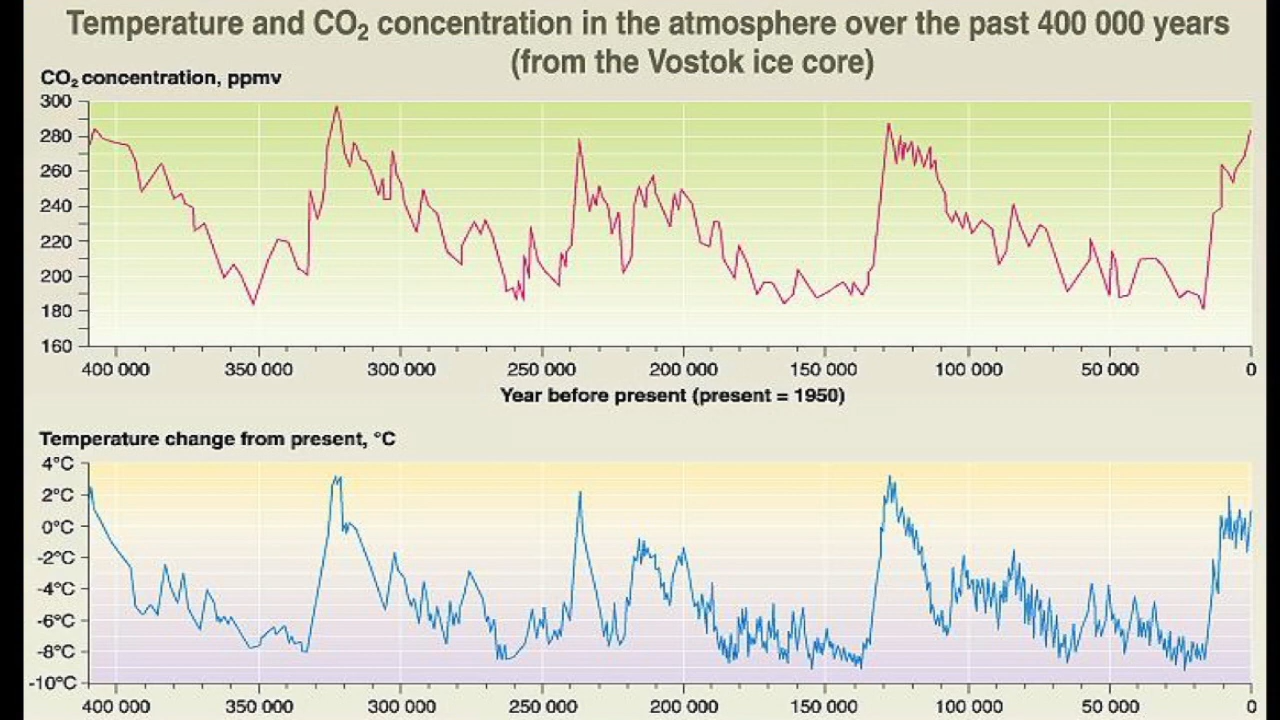 Temperature and CO₂ concentration in the atmosphere over the past 400 000 years
(from the Vostok ice core)
CO₂ concentration, ppmv
300
280
260
240
220
200
180
160
400 000 350 000 300 000 250 000 200 000 150 000 100 000 50 000 0
Year before present (present = 1950)
Temperature change from present, °C
4°C
2°C
0°C
-2°C
-4°C
-6°C
-8°C
-10°C
400 000 350 000 300 000 250 000 200 000 150 000 100 000 50 000 0